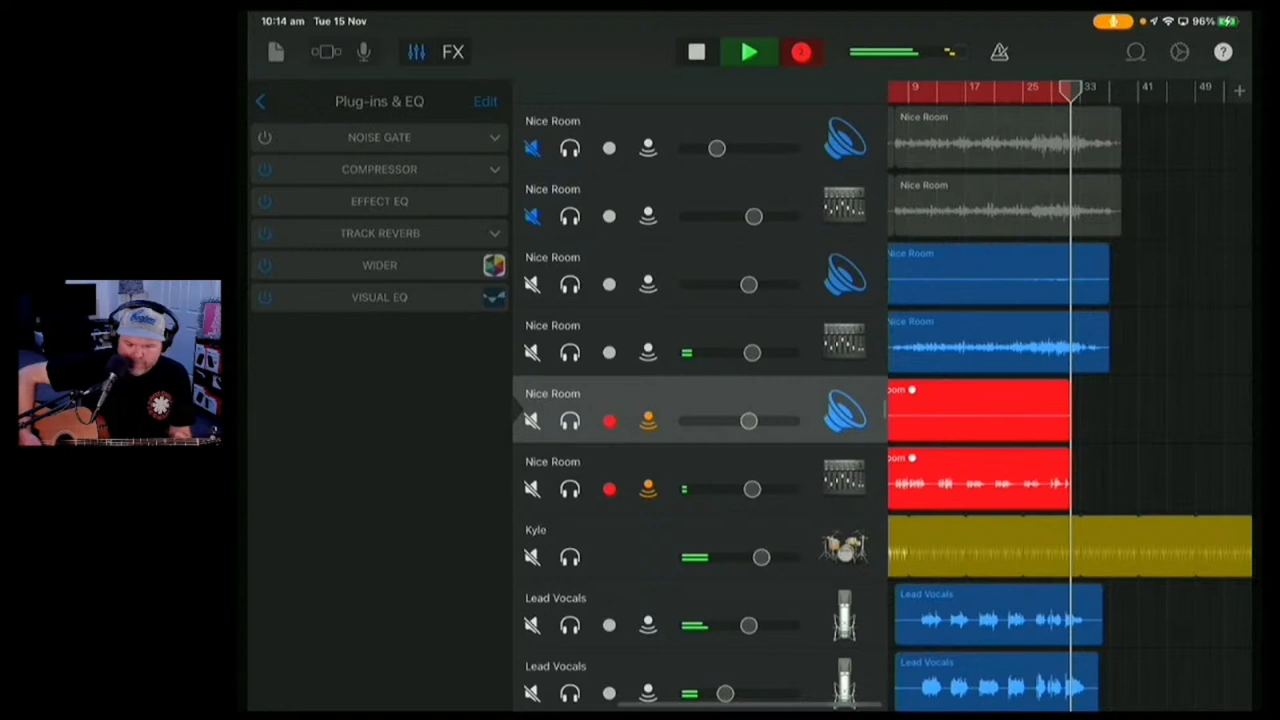 10:14 am Tue 15 Nov
96%
FX
2
?
Plug-ins & EQ
Edit
NOISE GATE
COMPRESSOR
EFFECT EQ
TRACK REVERB
WIDER
VISUAL EQ
9 17 25 33 41 49 +
Nice Room
Nice Room
Nice Room
Nice Room
Nice Room
Nice Room
Nice Room
Nice Room
Nice Room
oom
Nice Room
oom
Kyle
Lead Vocals
Lead Vocals
Lead Vocals
Lead Vocals